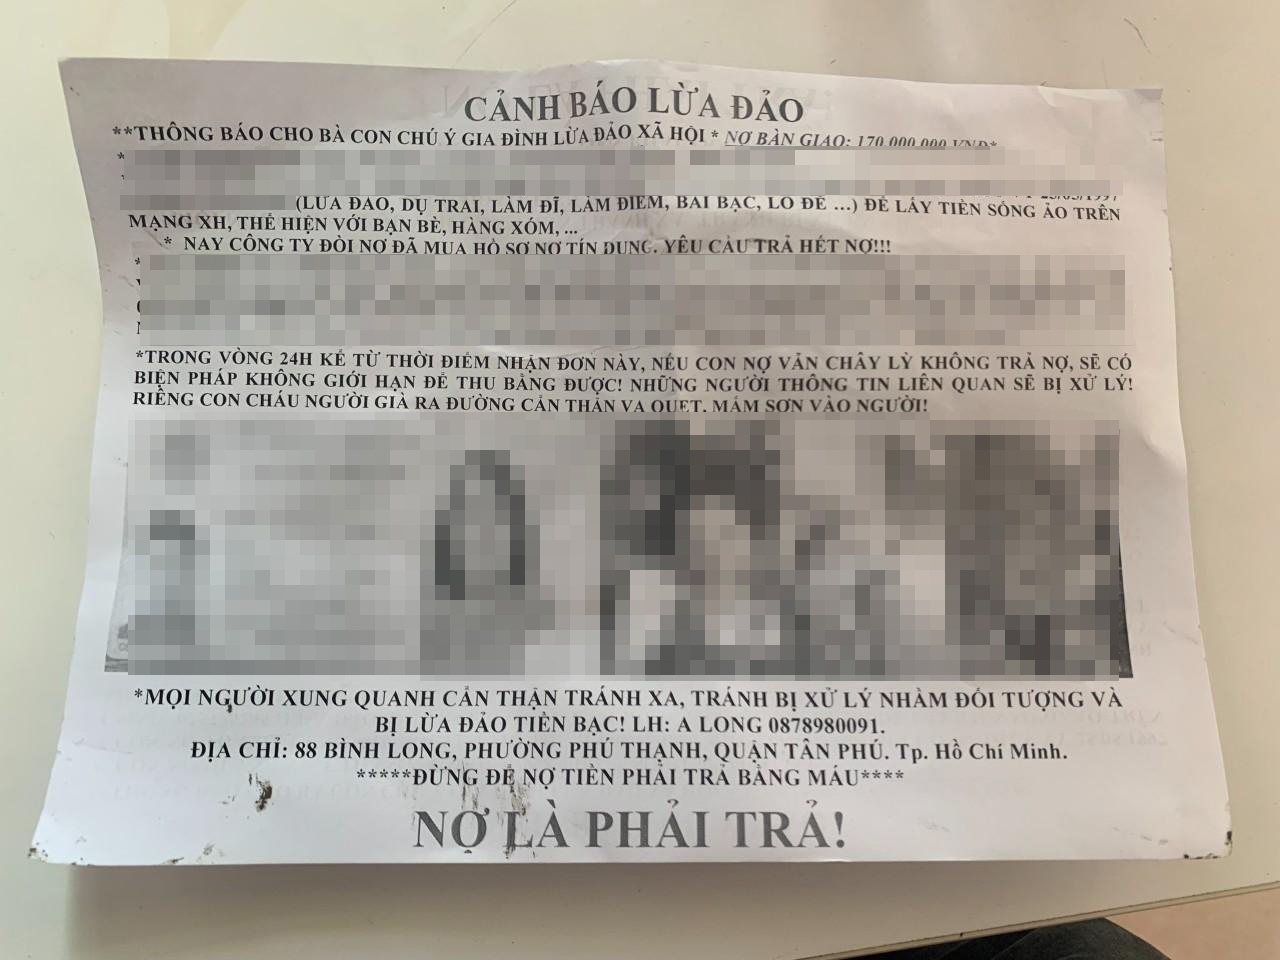 CẢNH BÁO LỪA ĐẢO
**THÔNG BÁO CHO BÀ CON CHÚ Ý GIA ĐÌNH LỪA ĐẢO XÃ HỘI * NỢ BÀN GIAO: 170.000.000 VNĐ*
*
(LỪA ĐẢO, DỤ TRAI, LÀM ĐĨ, LÀM ĐIẾM, BÀI BẠC, LÔ ĐỀ ...) ĐỂ LẤY TIỀN SỐNG ẢO TRÊN
MẠNG XH, THỂ HIỆN VỚI BẠN BÈ, HÀNG XÓM, ...
* NAY CÔNG TY ĐÒI NỢ ĐÃ MUA HỒ SƠ NỢ TÍN DỤNG. YÊU CẦU TRẢ HẾT NỢ!!!
*TRONG VÒNG 24H KỂ TỪ THỜI ĐIỂM NHẬN ĐƠN NÀY, NẾU CON NỢ VẪN CHÂY LỲ KHÔNG TRẢ NỢ, SẼ CÓ
BIỆN PHÁP KHÔNG GIỚI HẠN ĐỂ THU BẰNG ĐƯỢC! NHỮNG NGƯỜI THÔNG TIN LIÊN QUAN SẼ BỊ XỬ LÝ!
RIÊNG CON CHÁU NGƯỜI GIÀ RA ĐƯỜNG CẨN THẬN VA QUẸT, MẮM SƠN VÀO NGƯỜI!
*MỌI NGƯỜI XUNG QUANH CẨN THẬN TRÁNH XA, TRÁNH BỊ XỬ LÝ NHẦM ĐỐI TƯỢNG VÀ
BỊ LỪA ĐẢO TIỀN BẠC! LH: A LONG 0878980091.
ĐỊA CHỈ: 88 BÌNH LONG, PHƯỜNG PHÚ THẠNH, QUẬN TÂN PHÚ. Tp. Hồ Chí Minh.
*****ĐỪNG ĐỂ NỢ TIỀN PHẢI TRẢ BẰNG MÁU****
NỢ LÀ PHẢI TRẢ!